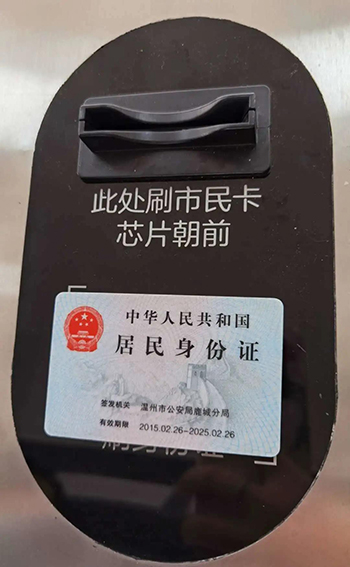 此处刷市民卡
芯片朝前
中华人民共和国
居民身份证
签发机关 温州市公安局鹿城分局
有效期限 2015.02.26-2025.02.26